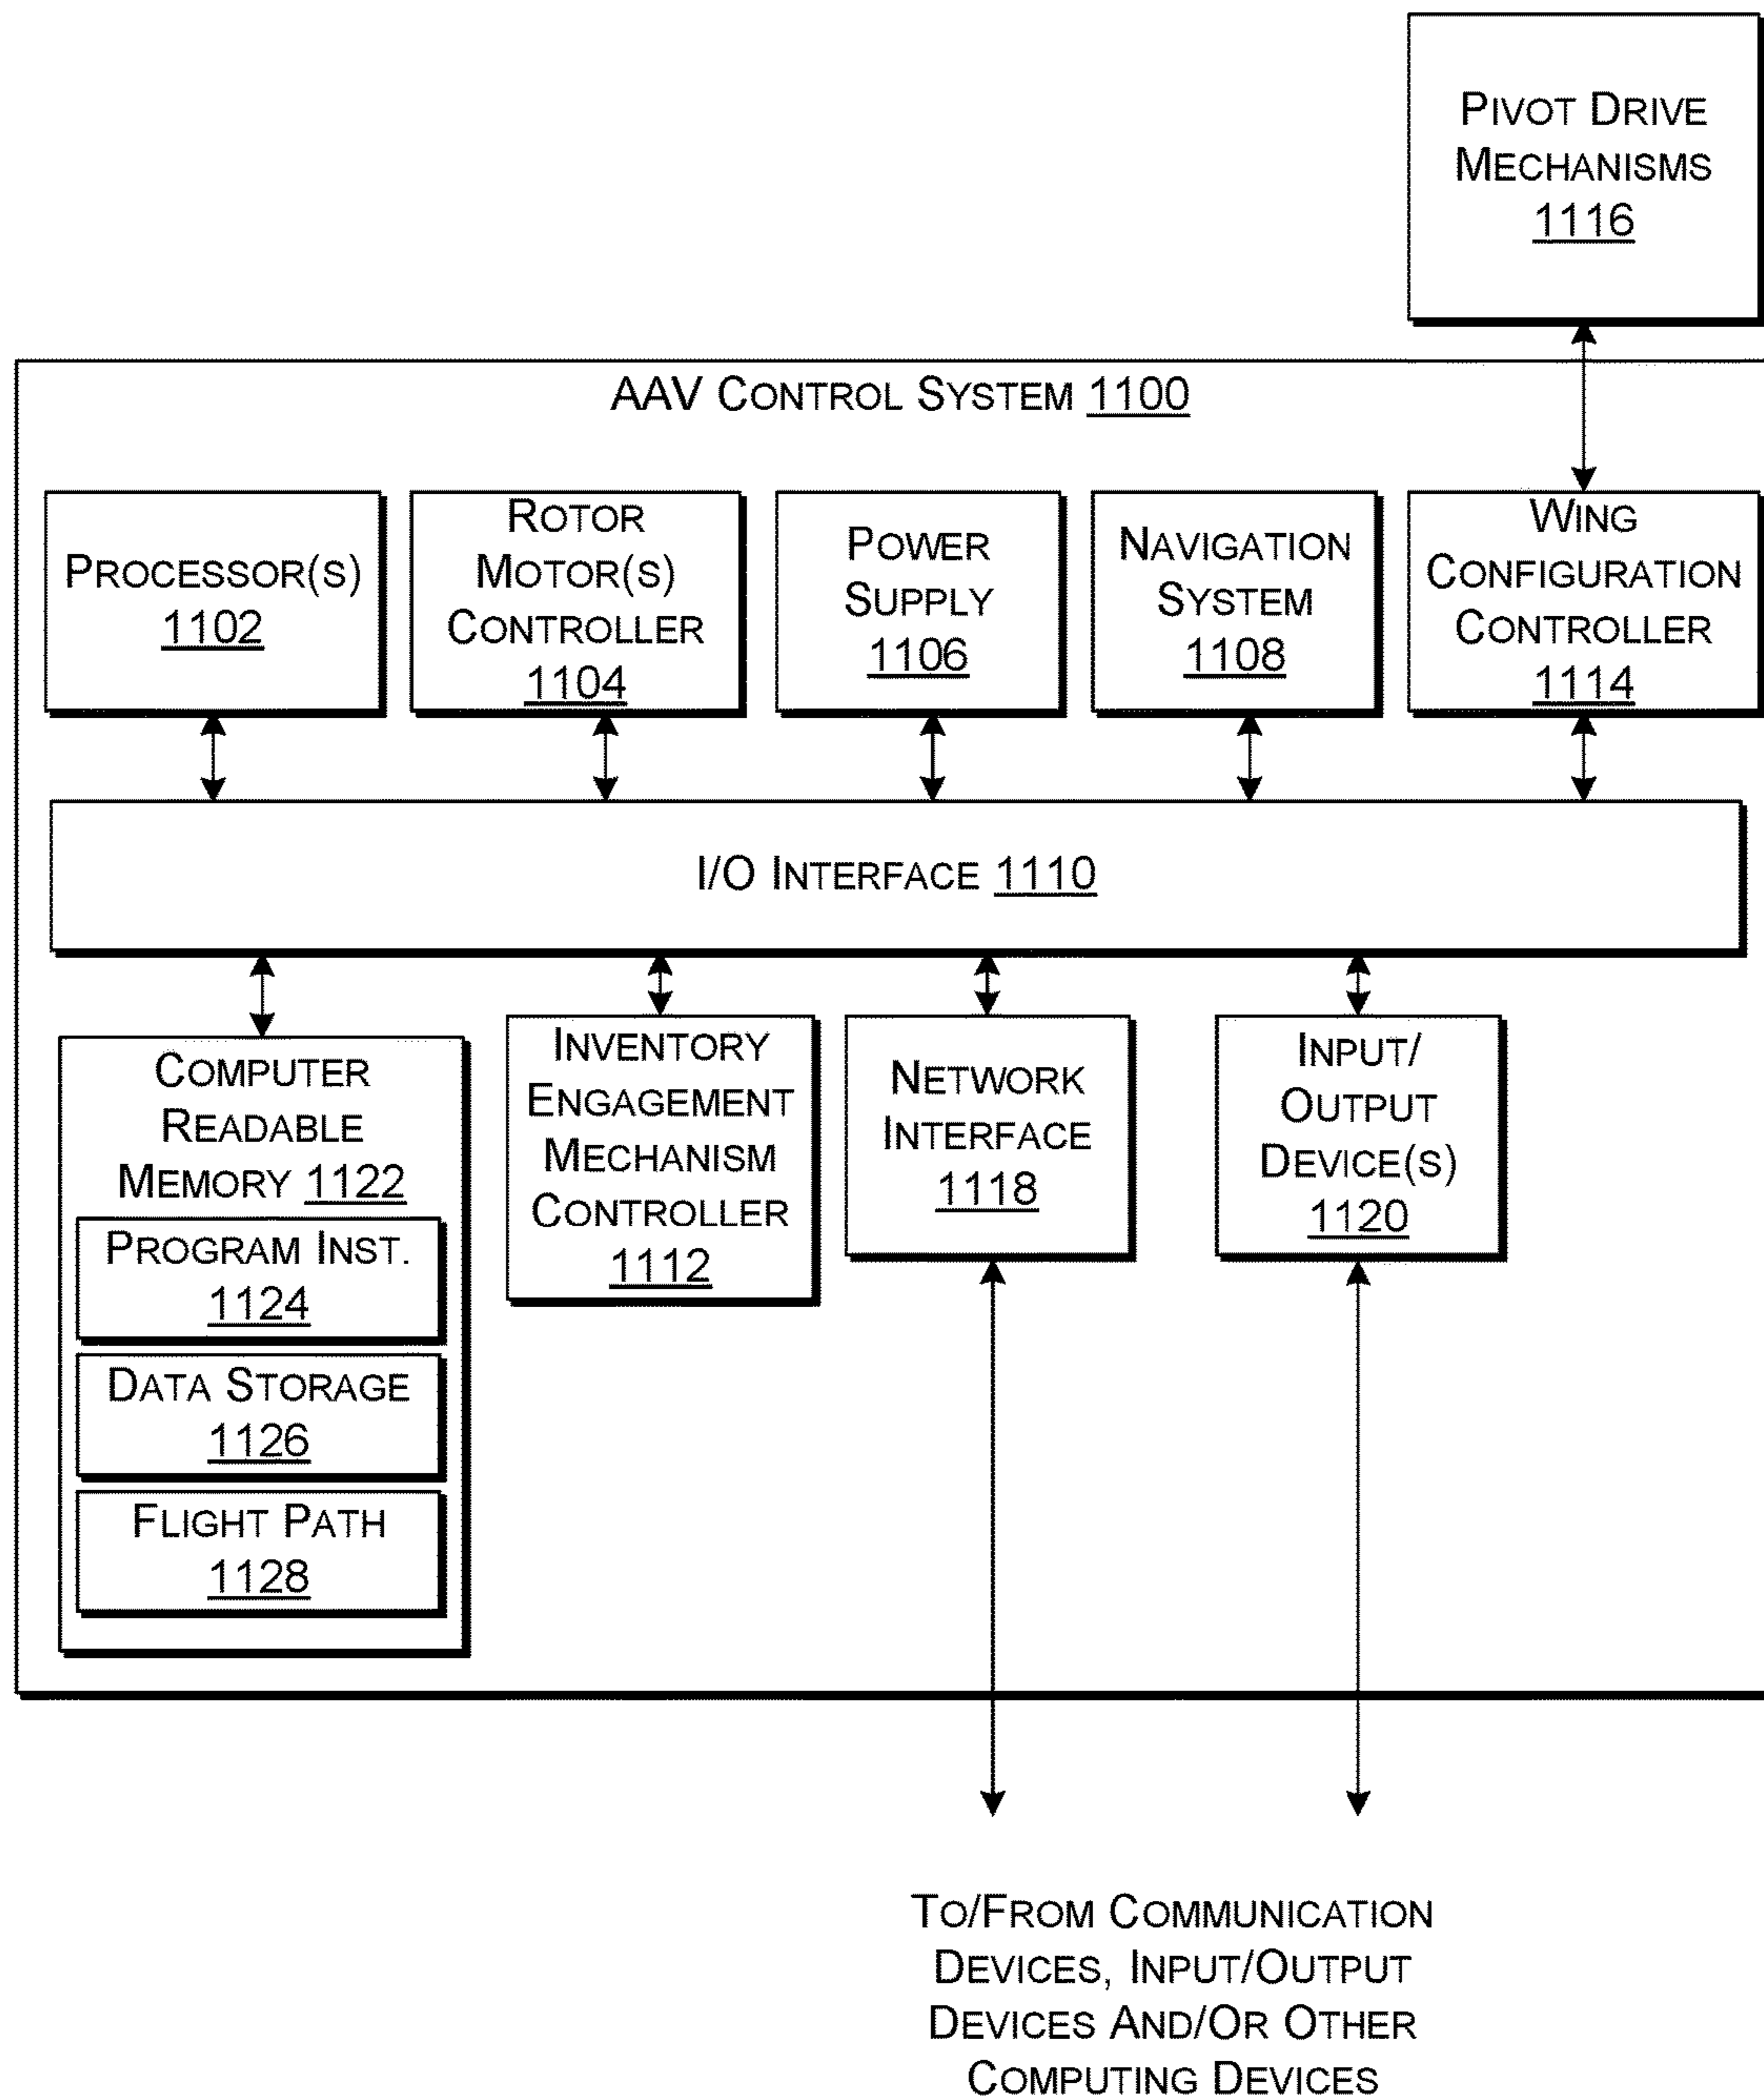 Pivot Drive
Mechanisms
1116
AAV Control System 1100
Processor(s)
1102
Rotor
Motor(s)
Controller
1104
Power
Supply
1106
Navigation
System
1108
Wing
Configuration
Controller
1114
I/O Interface 1110
Computer
Readable
Memory 1122
Program Inst.
1124
Data Storage
1126
Flight Path
1128
Inventory
Engagement
Mechanism
Controller
1112
Network
Interface
1118
Input/
Output
Device(s)
1120
To/From Communication
Devices, Input/Output
Devices And/Or Other
Computing Devices